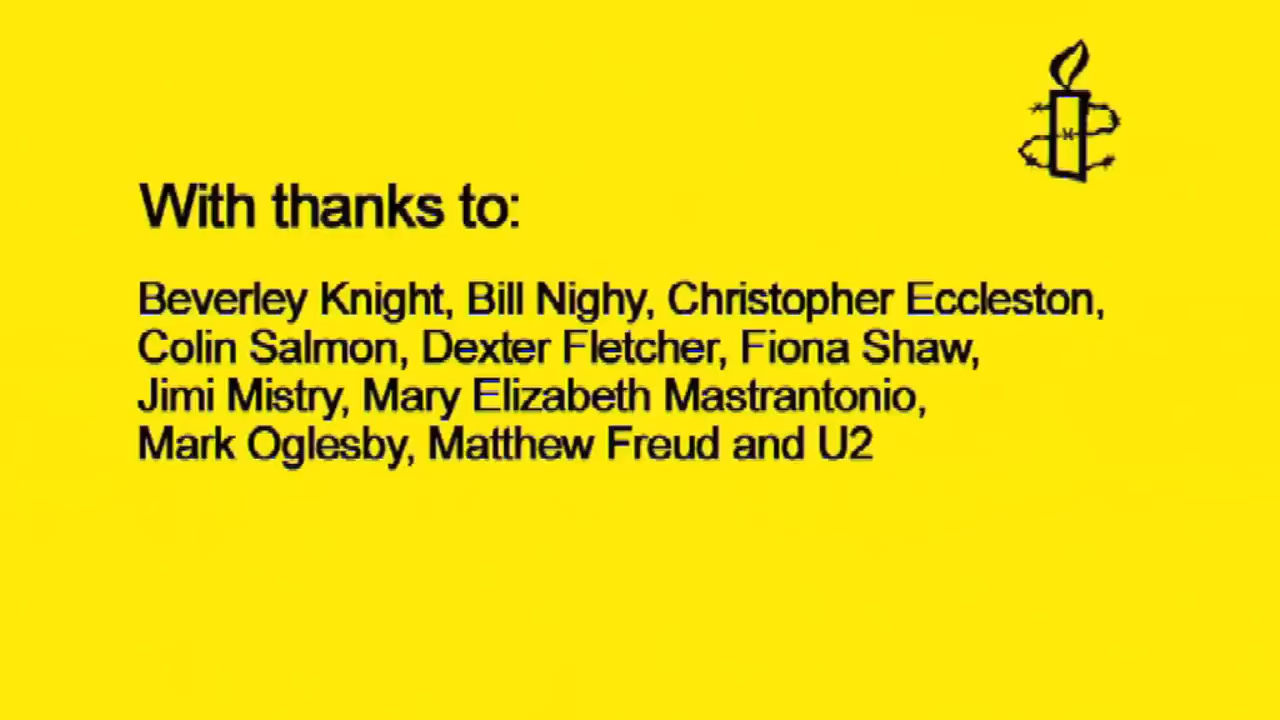 With thanks to:
Beverley Knight, Bill Nighy, Christopher Eccleston,
Colin Salmon, Dexter Fletcher, Fiona Shaw,
Jimi Mistry, Mary Elizabeth Mastrantonio,
Mark Oglesby, Matthew Freud and U2